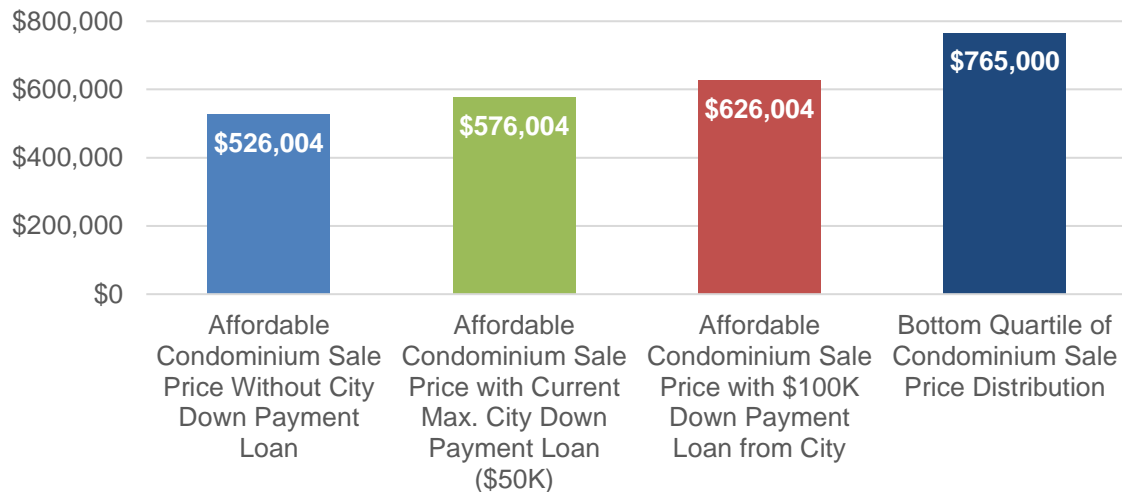 $800,000
$600,000
$400,000
$200,000
$0
$526,004
$576,004
$626,004
$765,000
Affordable
Condominium Sale
Price Without City
Down Payment
Loan
Affordable
Condominium Sale
Price with Current
Max. City Down
Payment Loan
($50K)
Affordable
Condominium Sale
Price with $100K
Down Payment
Loan from City
Bottom Quartile of
Condominium Sale
Price Distribution